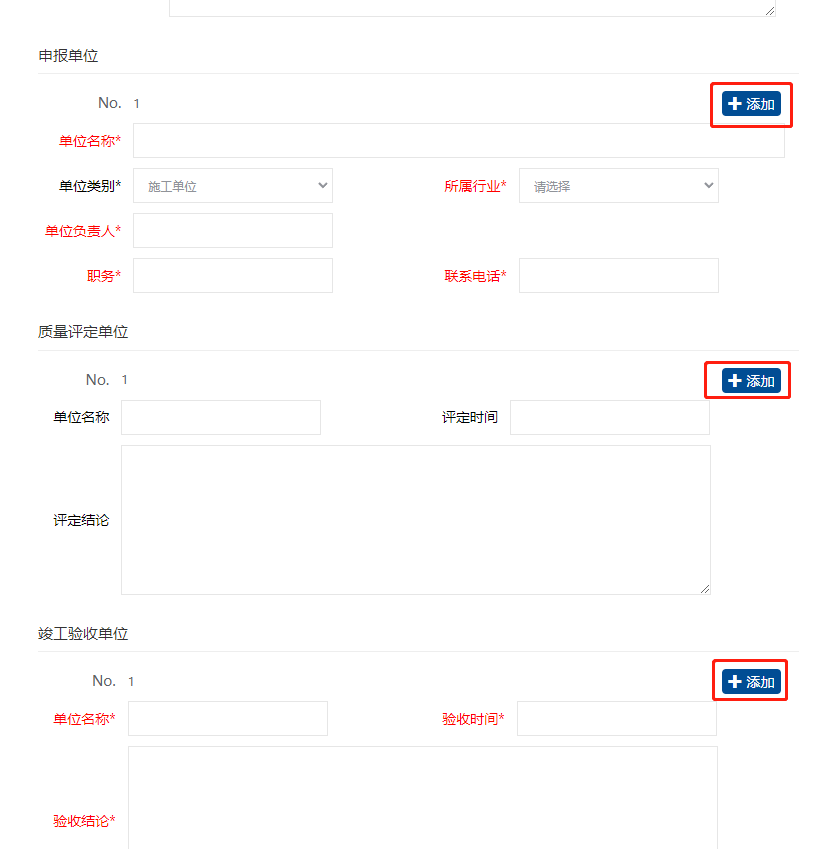 申报单位
No. 1 添加
单位名称*
单位类别* 施工单位 所属行业* 请选择
单位负责人*
职务* 联系电话*
质量评定单位
No. 1 添加
单位名称 评定时间
评定结论
竣工验收单位
No. 1 添加
单位名称* 验收时间*
验收结论*